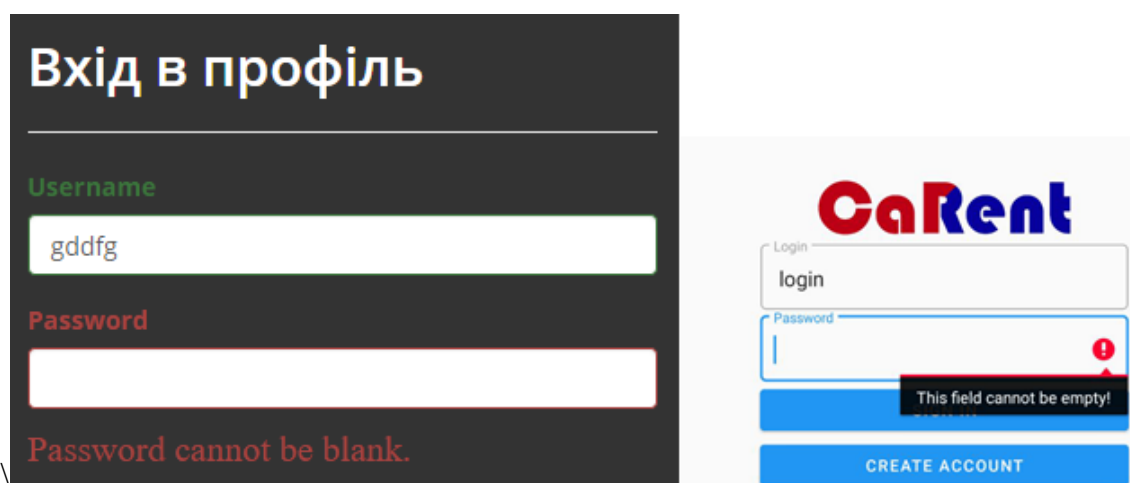 Вхід в профіль
Username
gddfg
Password
Password cannot be blank.
\
CaRent
Login
login
Password
This field cannot be empty!
CREATE ACCOUNT